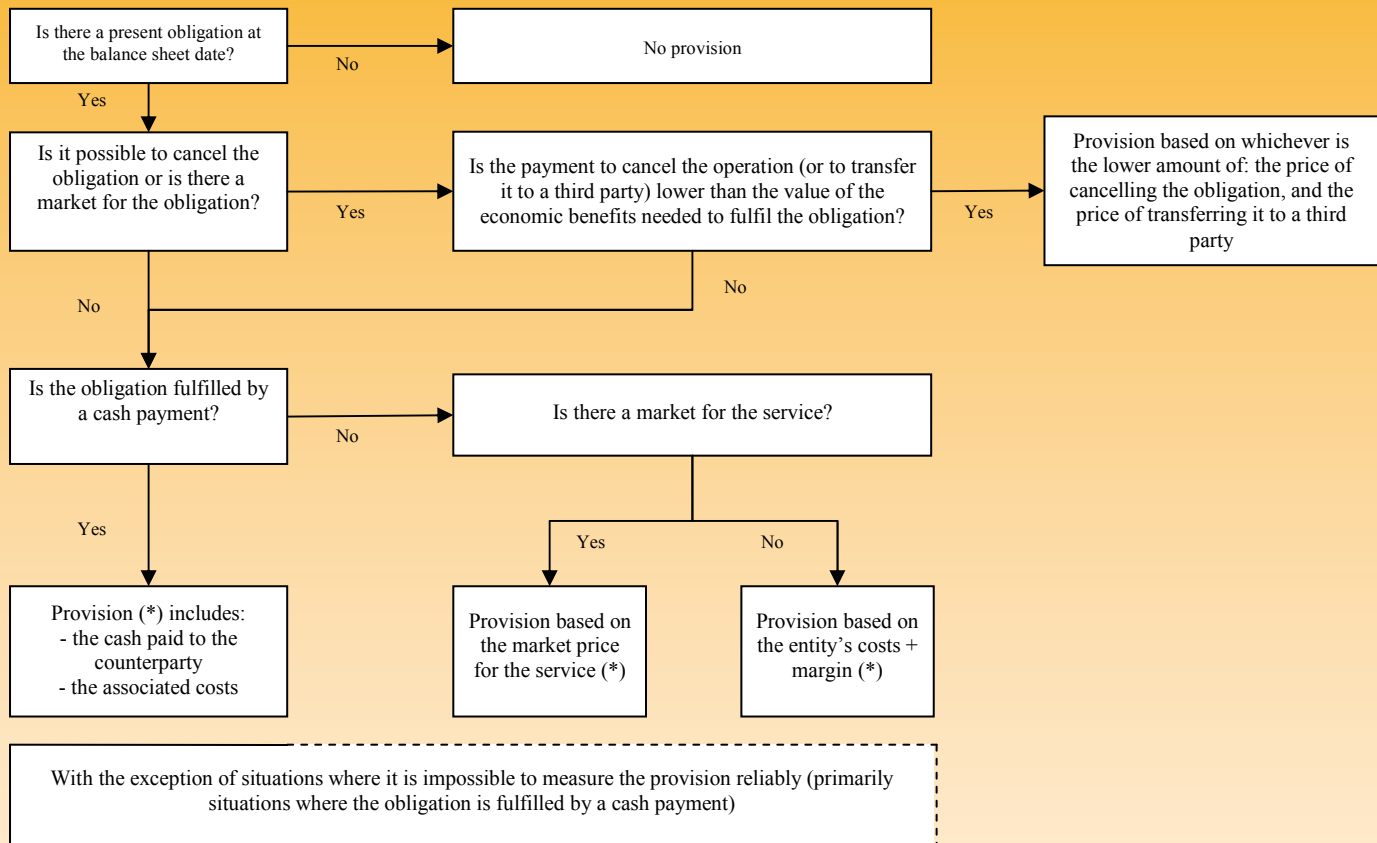 Is there a present obligation at
the balance sheet date?
No
No provision
Yes
Is it possible to cancel the
obligation or is there a
market for the obligation?
Yes
Is the payment to cancel the operation (or to transfer
it to a third party) lower than the value of the
economic benefits needed to fulfil the obligation?
Yes
Provision based on whichever is
the lower amount of: the price of
cancelling the obligation, and the
price of transferring it to a third
party
No
No
Is the obligation fulfilled by
a cash payment?
No
Is there a market for the service?
Yes
Yes
No
Provision (*) includes:
- the cash paid to the
counterparty
- the associated costs
Provision based on
the market price
for the service (*)
Provision based on
the entity's costs +
margin (*)
With the exception of situations where it is impossible to measure the provision reliably (primarily
situations where the obligation is fulfilled by a cash payment)